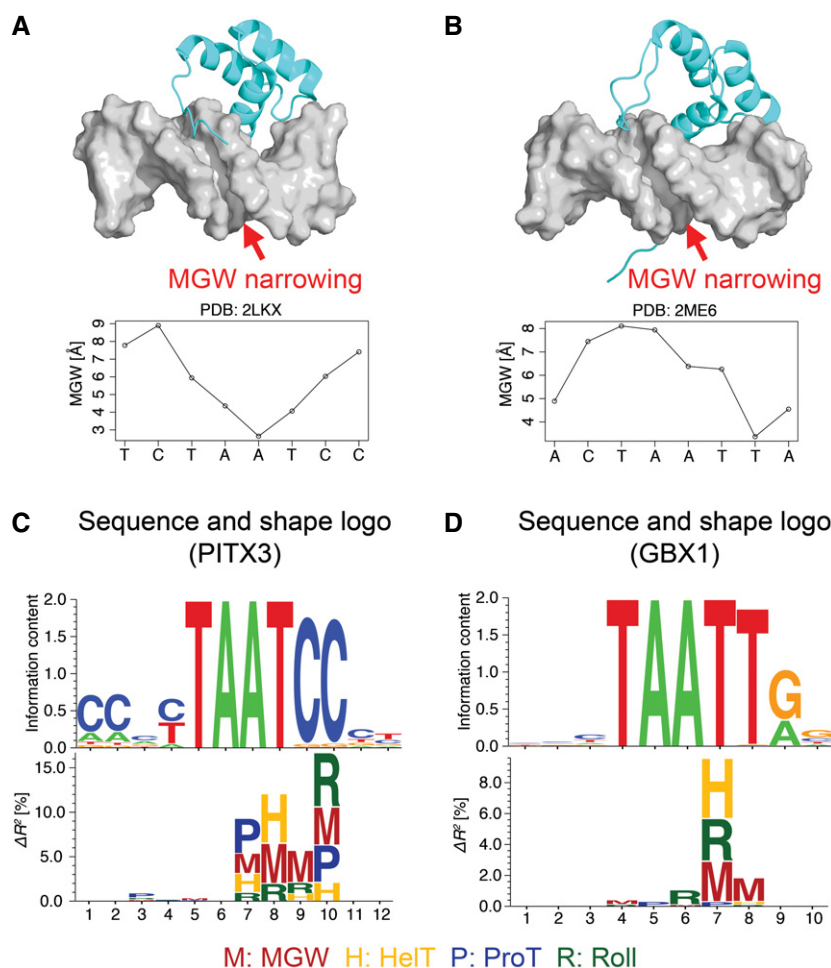 A
B
MGW narrowing
MGW narrowing
PDB: 2LKX
MGW [Å]
9
8
7
6
5
4
3
T C T A A T C C
PDB: 2ME6
MGW [Å]
8
7
6
5
4
A C T A A T T A
C
Sequence and shape logo
(PITX3)
Information content
2.0
1.5
1.0
0.5
0.0
CC
C
T
TAATCC
ΔR² [%]
15.0
10.0
5.0
0.0
P
M
H
R
H
M
R
M
R
H
R
M
P
H
1 2 3 4 5 6 7 8 9 10 11 12
D
Sequence and shape logo
(GBX1)
Information content
2.0
1.5
1.0
0.5
0.0
TAATTG
A
ΔR² [%]
8.0
6.0
4.0
2.0
0.0
R
H
R
M
P
M
1 2 3 4 5 6 7 8 9 10
M: MGW H: HelT P: ProT R: Roll